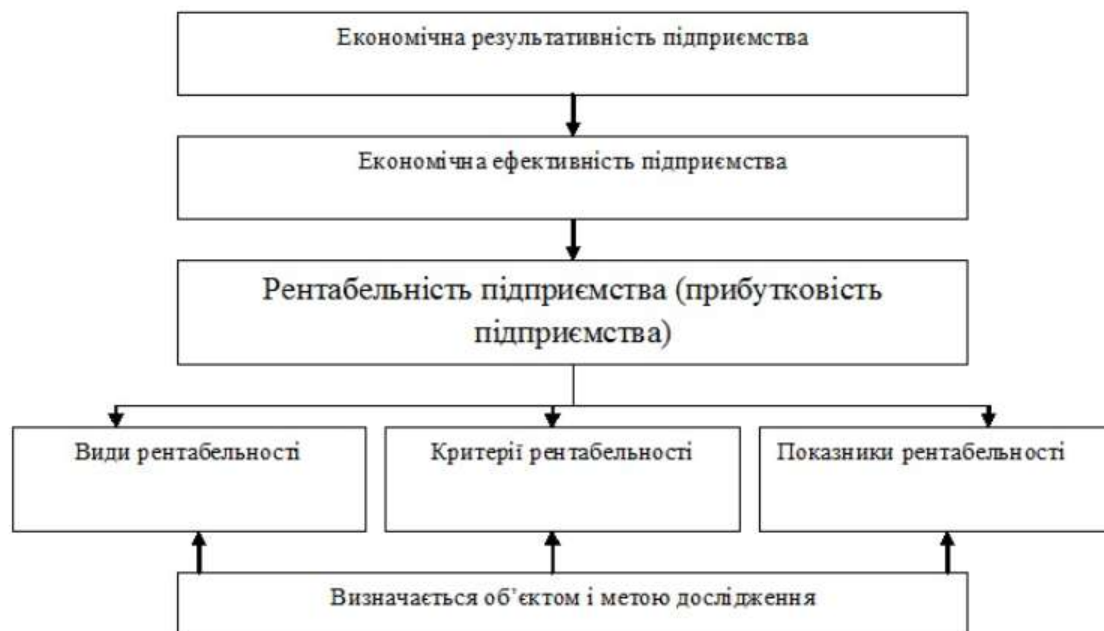 Економічна результативність підприємства
Економічна ефективність підприємства
Рентабельність підприємства (прибутковість
підприємства)
Види рентабельності
Критерії рентабельності
Показники рентабельності
Визначається об’єктом і метою дослідження